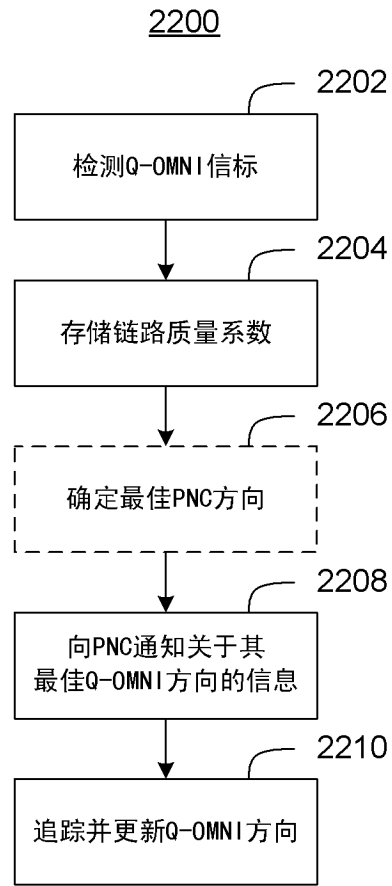 2200
2202
检测Q-OMNI信标
2204
存储链路质量系数
2206
确定最佳PNC方向
2208
向PNC通知关于其
最佳Q-OMNI方向的信息
2210
追踪并更新Q-OMNI方向